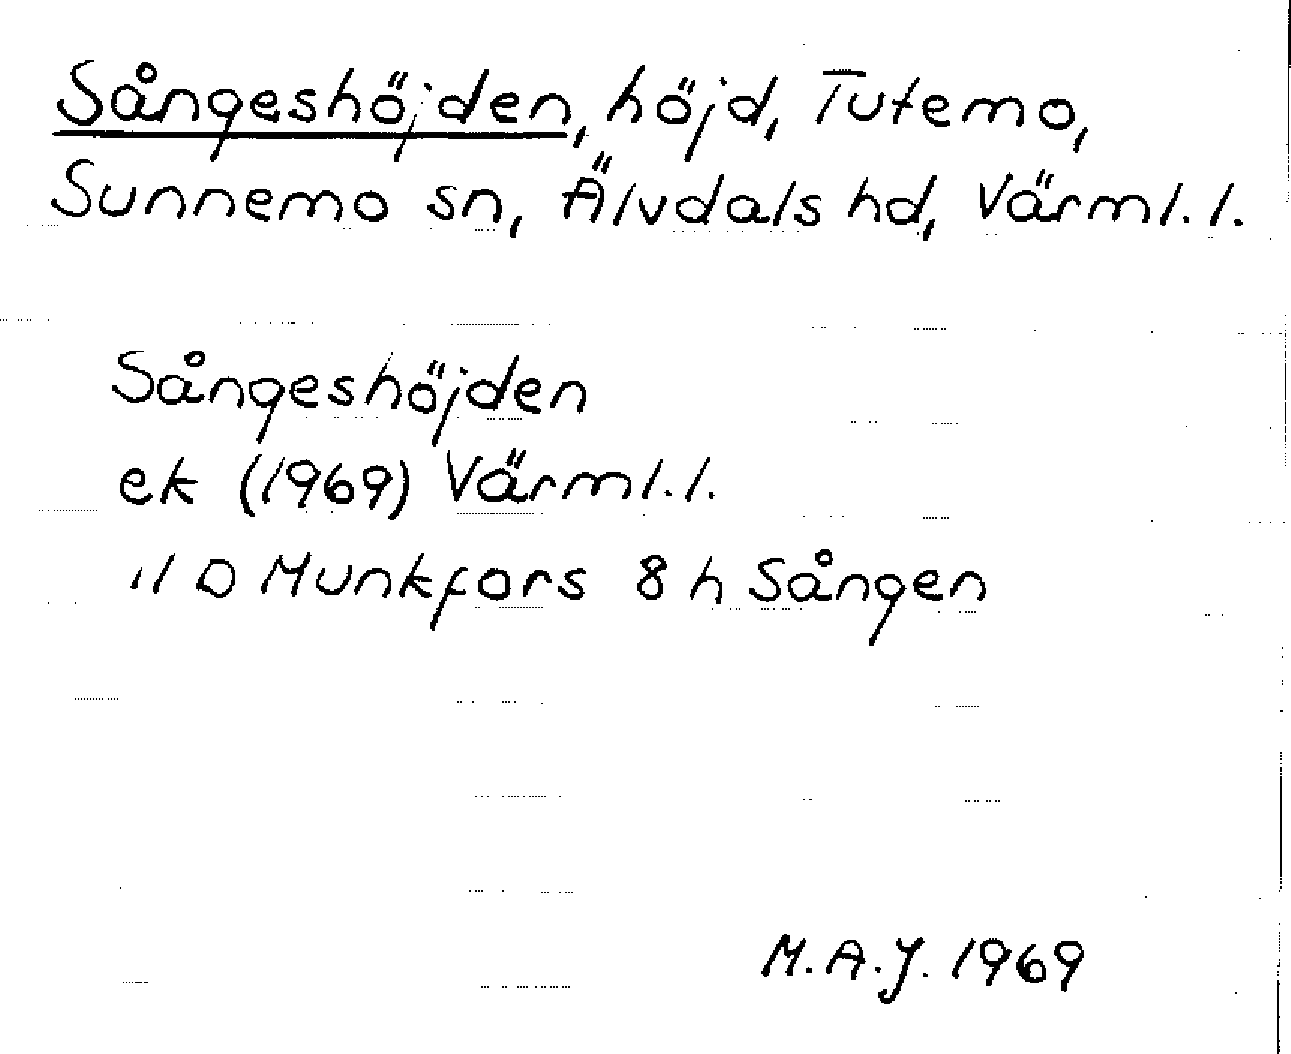 Sångeshöjden, höjd, Tutemo,
Sunnemo sn, Älvdals hd, Värml. l.
Sångeshöjden
ek (1969) Värml. l.
11 D Munkfors 8 h Sången
M.A.J. 1969